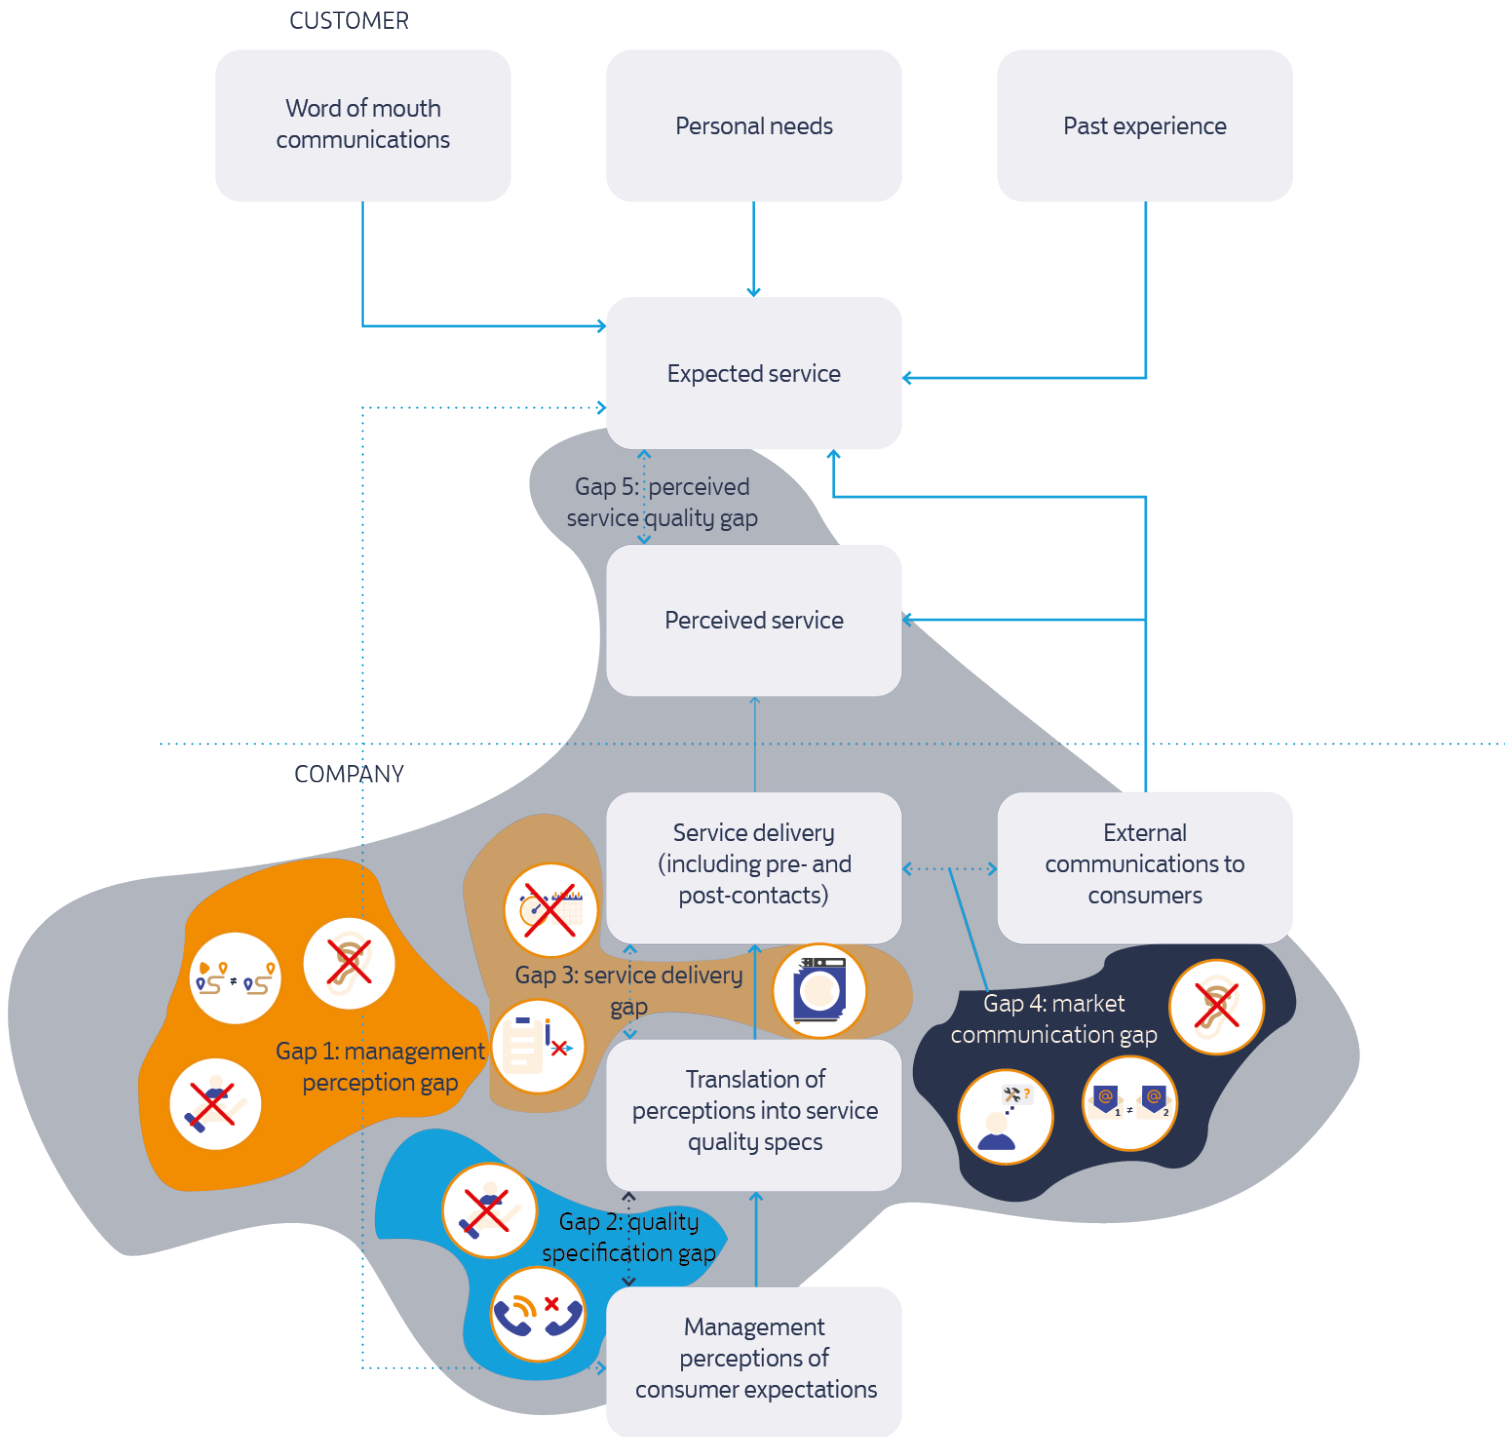 CUSTOMER
Word of mouth
communications
Personal needs
Past experience
Expected service
Gap 5: perceived
service quality gap
Perceived service
COMPANY
Service delivery
(including pre- and
post-contacts)
External
communications to
consumers
Gap 3: service delivery
gap
Gap 4: market
communication gap
Gap 1: management
perception gap
≠
?
@ 1 ≠ @ 2
Translation of
perceptions into service
quality specs
Gap 2: quality
specification gap
Management
perceptions of
consumer expectations